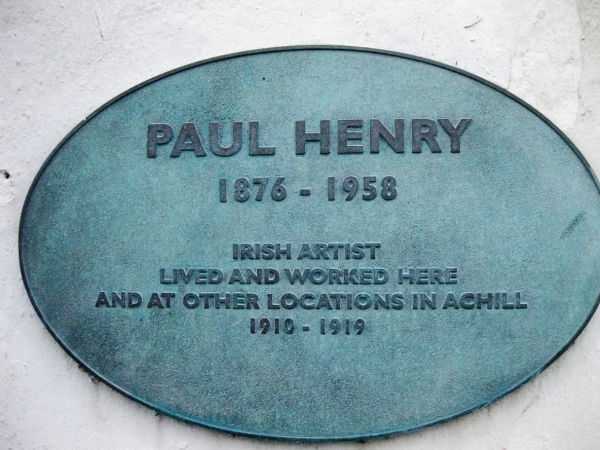 PAUL HENRY
1876 - 1958
IRISH ARTIST
LIVED AND WORKED HERE
AND AT OTHER LOCATIONS IN ACHILL
1910 - 1919